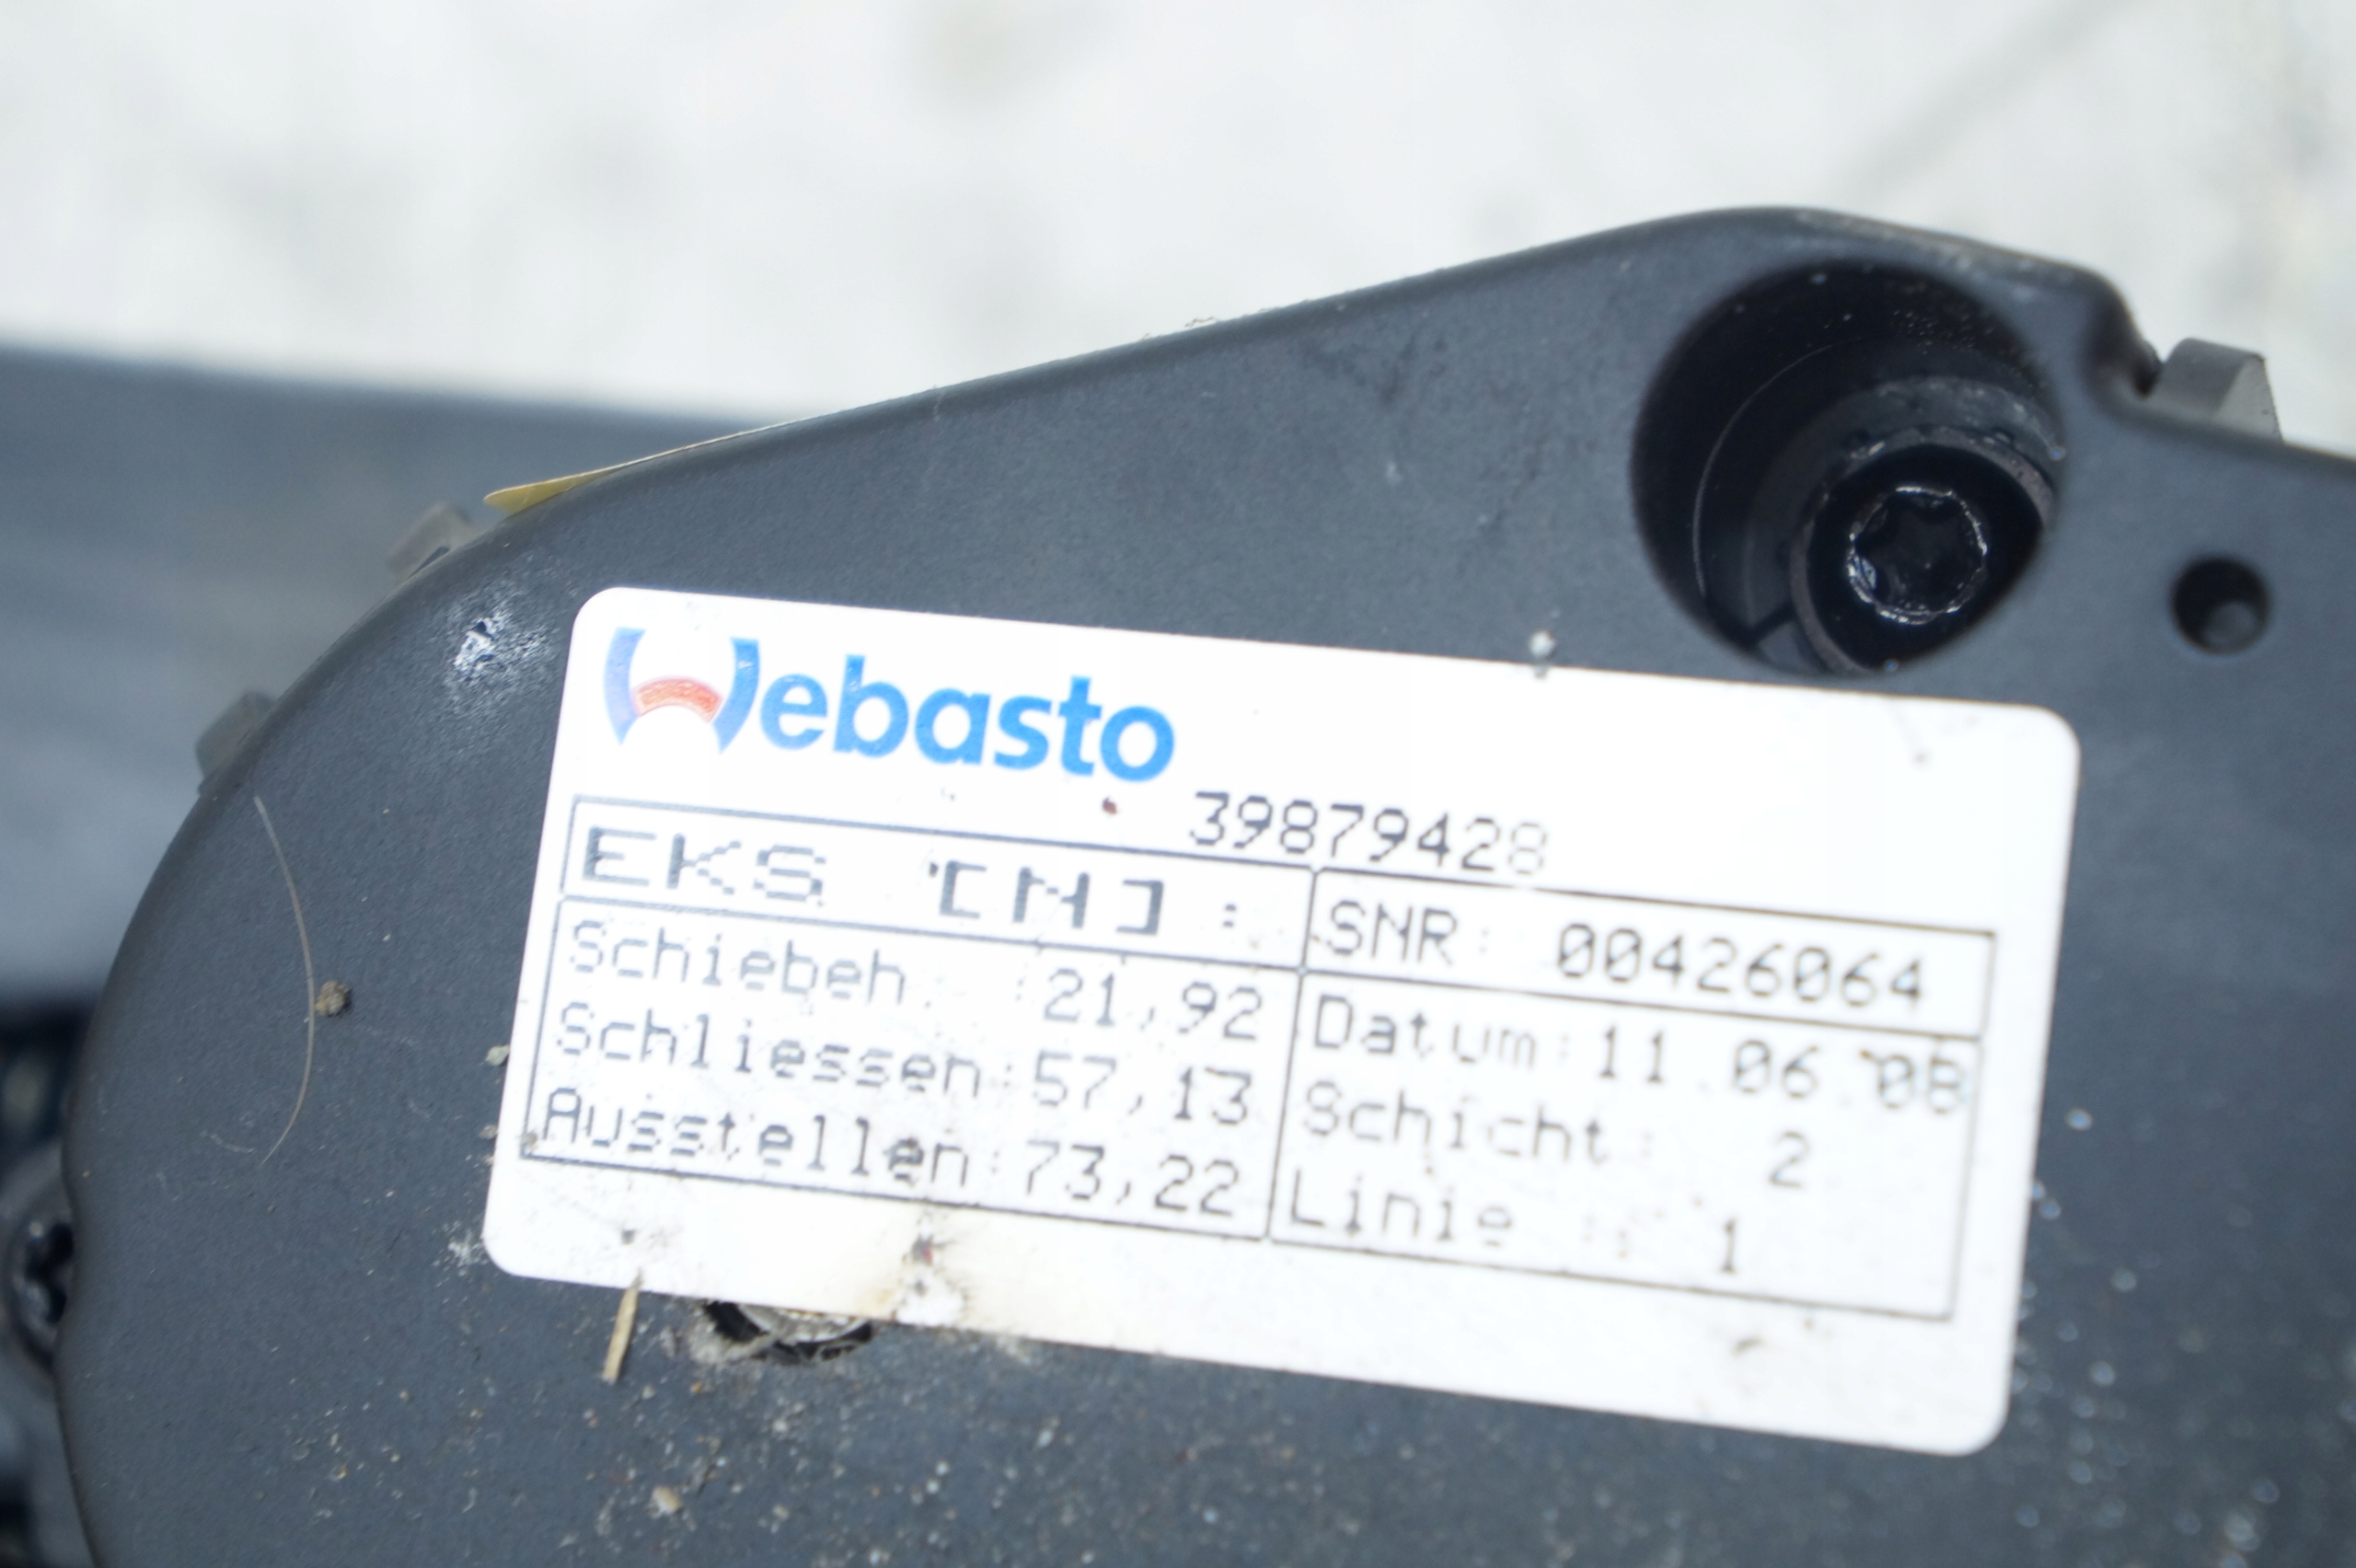 Webasto
39879428
EKS [N] :
SNR: 00426064
Schiebeh. :21,92
Schliessen:57,13
Ausstellen:73,22
Datum:11.06.08
Schicht: 2
Linie : 1